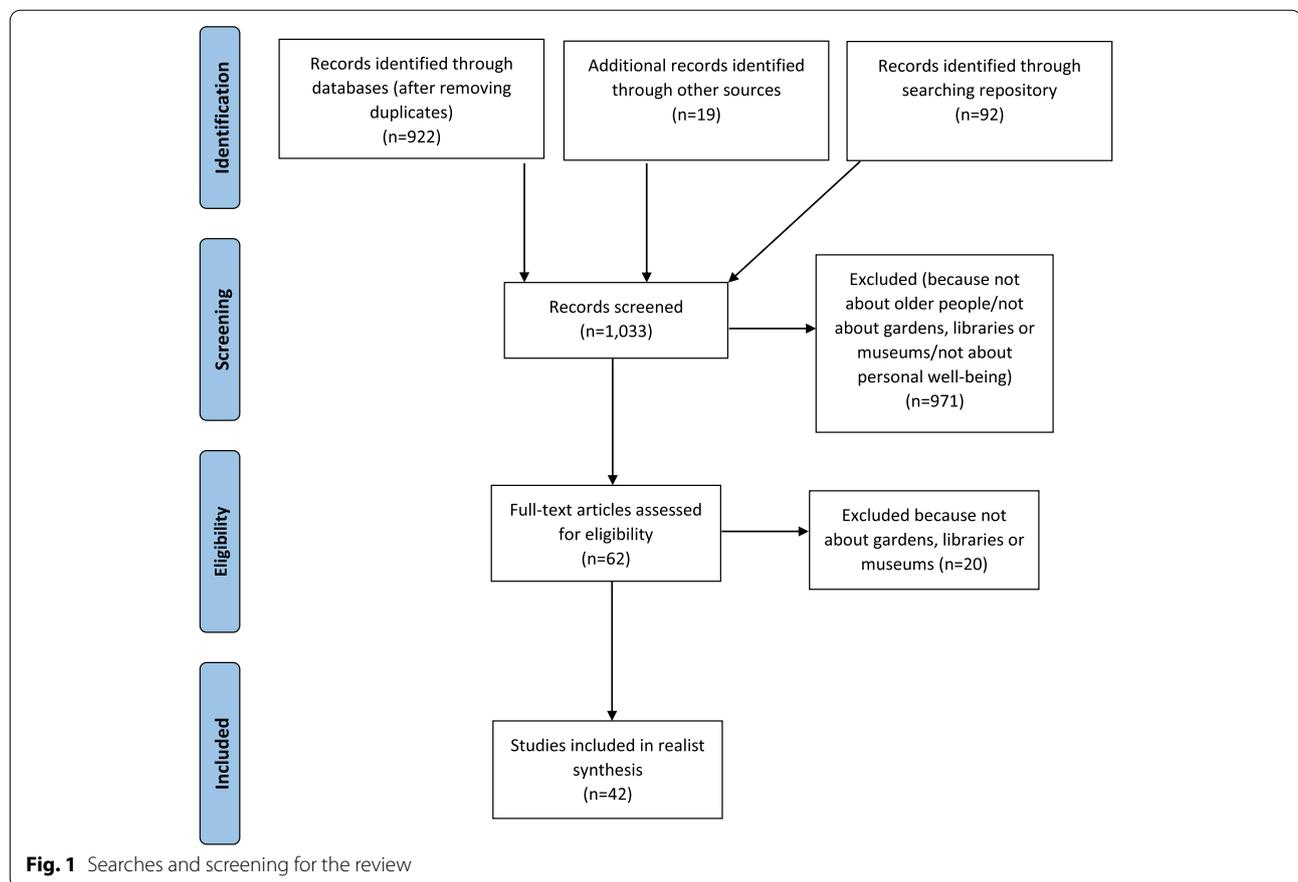 Identification
Records identified through
databases (after removing
duplicates)
(n=922)
Additional records identified
through other sources
(n=19)
Records identified through
searching repository
(n=92)
Screening
Records screened
(n=1,033)
Excluded (because not
about older people/not
about gardens, libraries or
museums/not about
personal well-being)
(n=971)
Eligibility
Full-text articles assessed
for eligibility
(n=62)
Excluded because not
about gardens, libraries or
museums (n=20)
Included
Studies included in realist
synthesis
(n=42)
Fig. 1 Searches and screening for the review